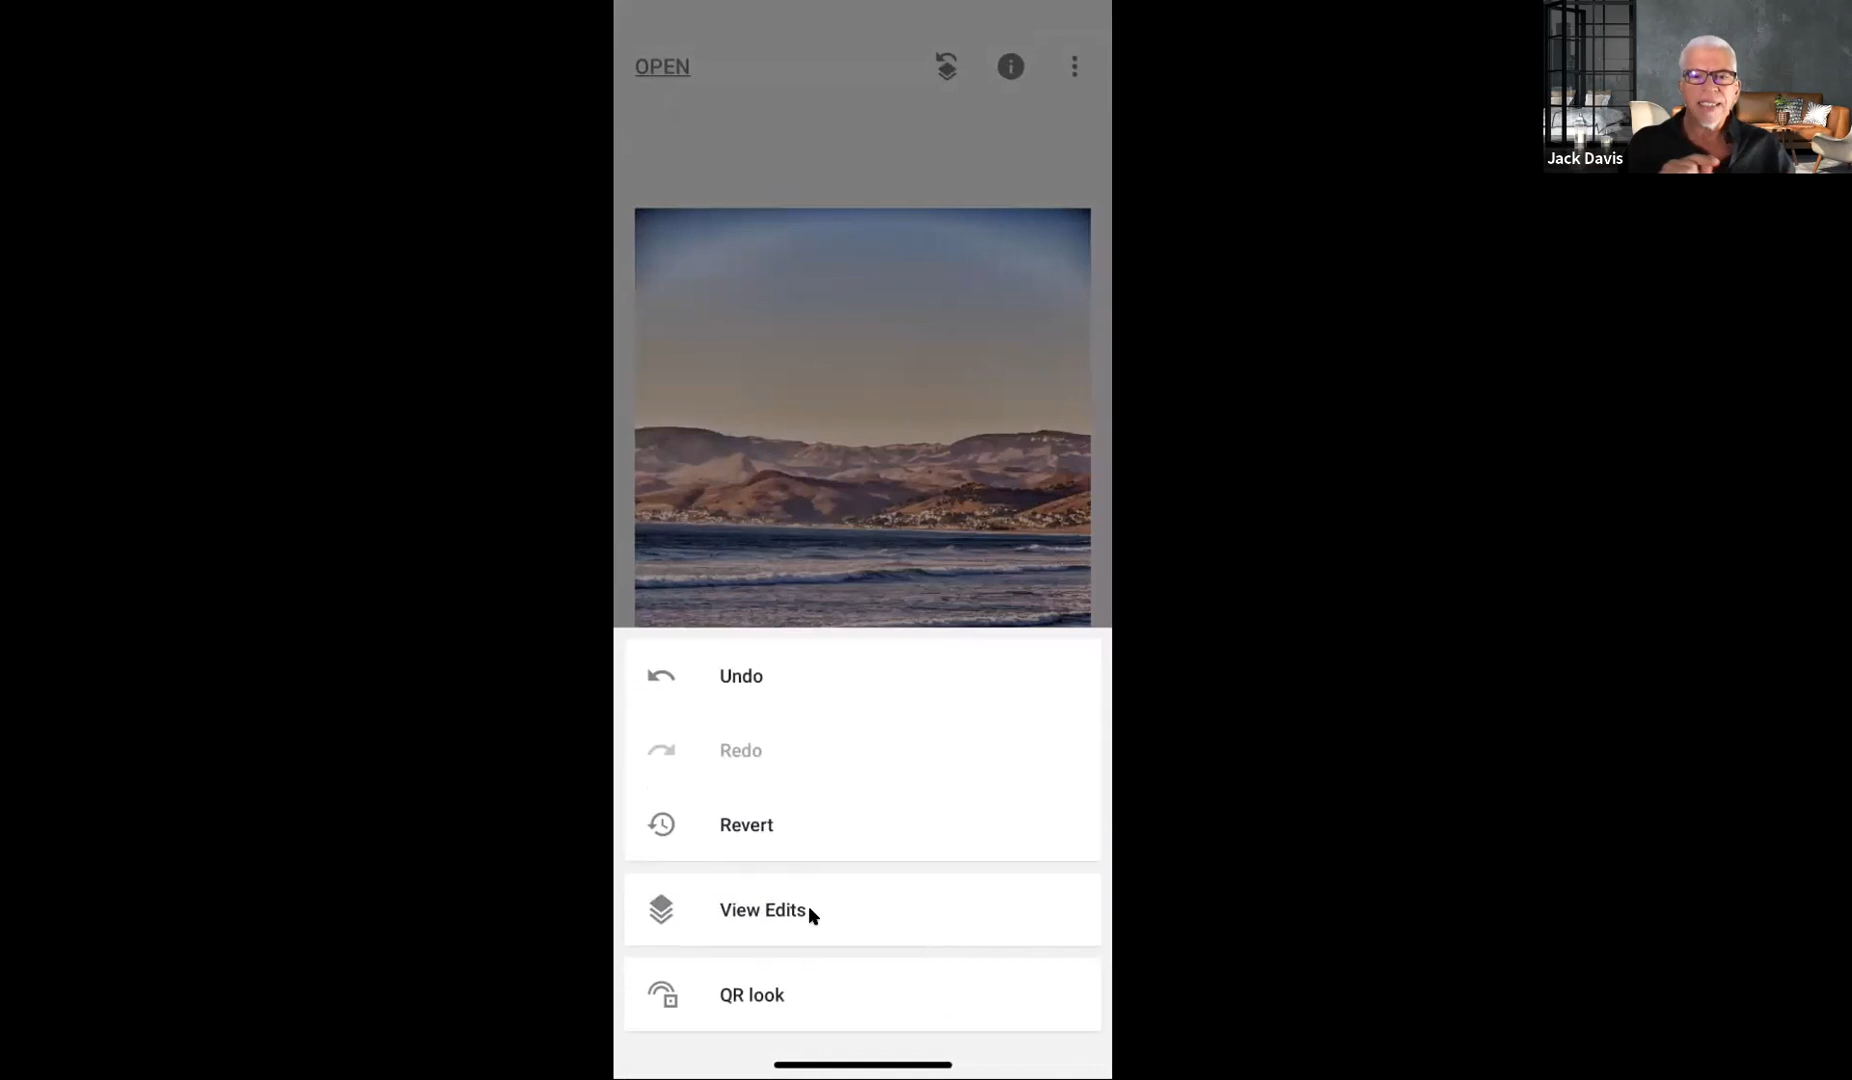 OPEN
Jack Davis
Undo
Redo
Revert
View Edits
QR look